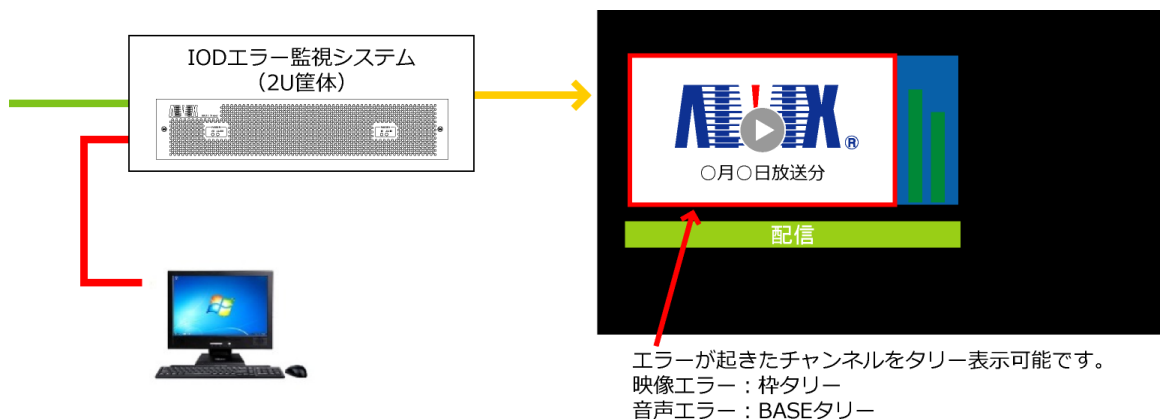 IODエラー監視システム
（2U筐体）
ALVIX®
○月○日放送分
配信
エラーが起きたチャンネルをタリー表示可能です。
映像エラー：枠タリー
音声エラー：BASEタリー